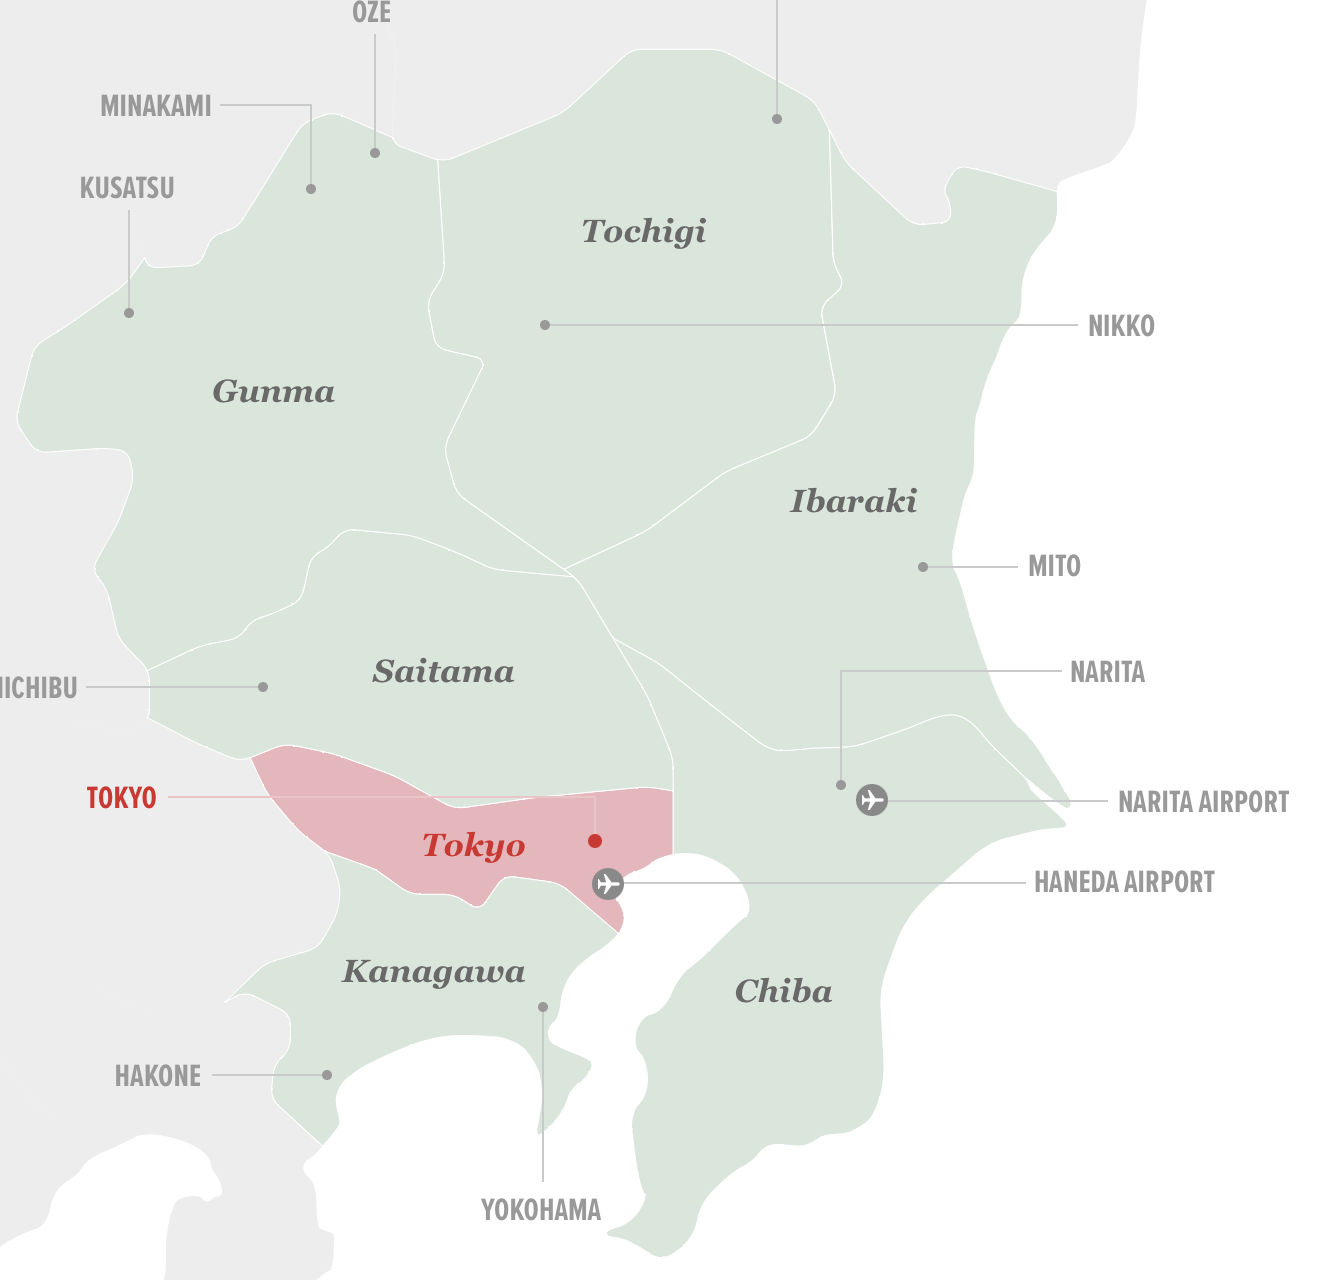 OZE
MINAKAMI
KUSATSU
Tochigi
NIKKO
Gunma
Ibaraki
MITO
Saitama
NARITA
TOKYO
NARITA AIRPORT
Tokyo
HANEDA AIRPORT
Kanagawa
Chiba
HAKONE
YOKOHAMA